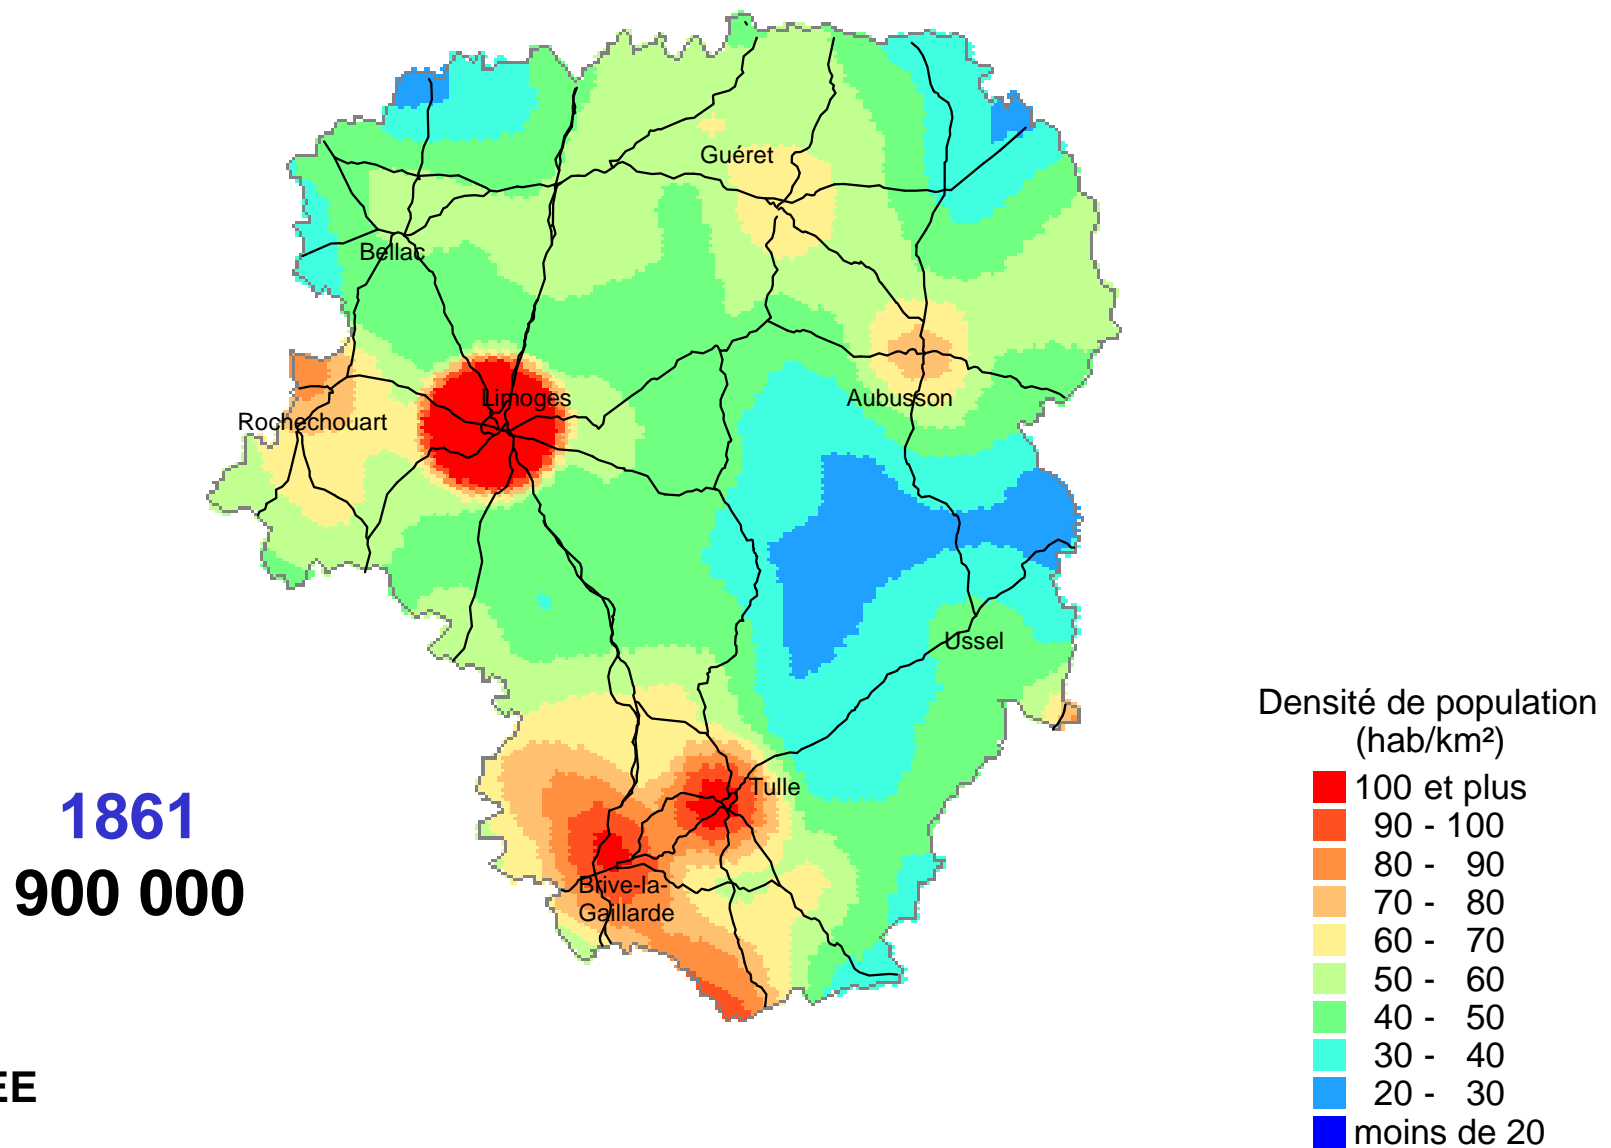 Guéret
Bellac
Limoges
Aubusson
Rochechouart
Ussel
Tulle
Brive-la-
Gaillarde
1861
900 000
EE
Densité de population
(hab/km²)
100 et plus
90 - 100
80 - 90
70 - 80
60 - 70
50 - 60
40 - 50
30 - 40
20 - 30
moins de 20